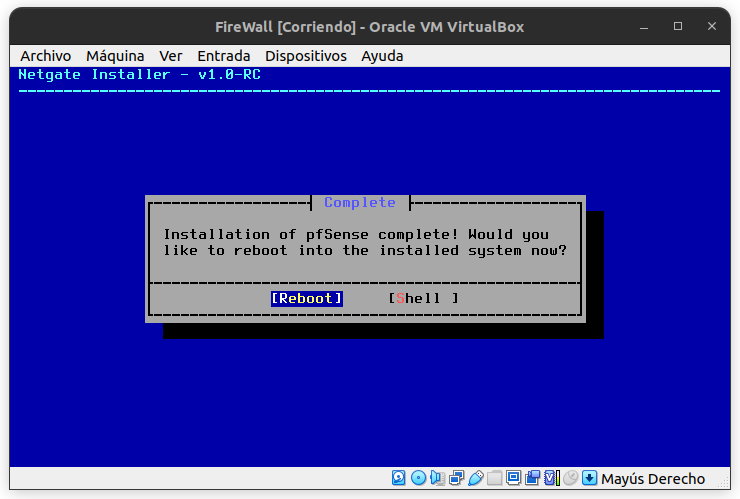 FireWall [Corriendo] - Oracle VM VirtualBox
Archivo Máquina Ver Entrada Dispositivos Ayuda
Netgate Installer - v1.0-RC
Complete
Installation of pfSense complete! Would you
like to reboot into the installed system now?
[Reboot] [Shell ]
Mayús Derecho